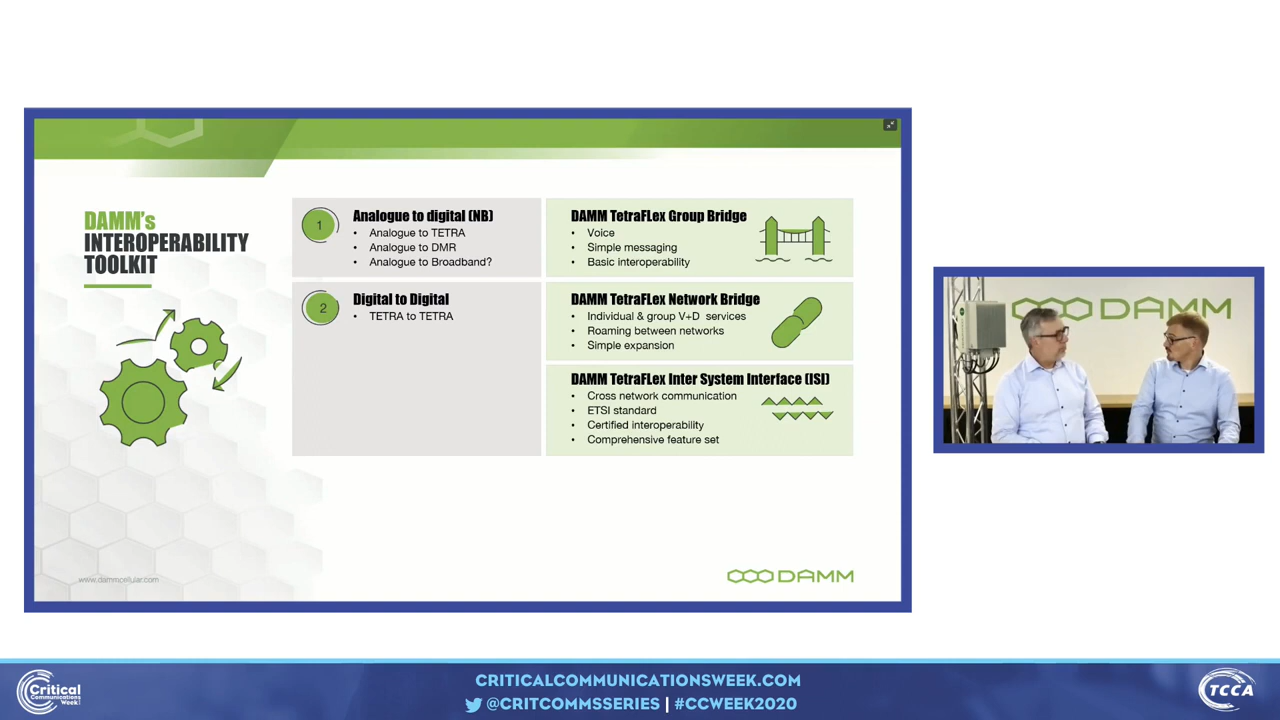 DAMM's
INTEROPERABILITY
TOOLKIT
1
Analogue to digital (NB)
• Analogue to TETRA
• Analogue to DMR
• Analogue to Broadband?
DAMM TetraFLex Group Bridge
• Voice
• Simple messaging
• Basic interoperability
2
Digital to Digital
• TETRA to TETRA
DAMM TetraFLex Network Bridge
• Individual & group V+D services
• Roaming between networks
• Simple expansion
DAMM TetraFLex Inter System Interface (ISI)
• Cross network communication
• ETSI standard
• Certified interoperability
• Comprehensive feature set
www.dammcellular.com
DAMM
DAMM
Critical
Communications
Week
CRITICALCOMMUNICATIONSWEEK.COM
@CRITCOMMSSERIES | #CCWEEK2020
TCCA